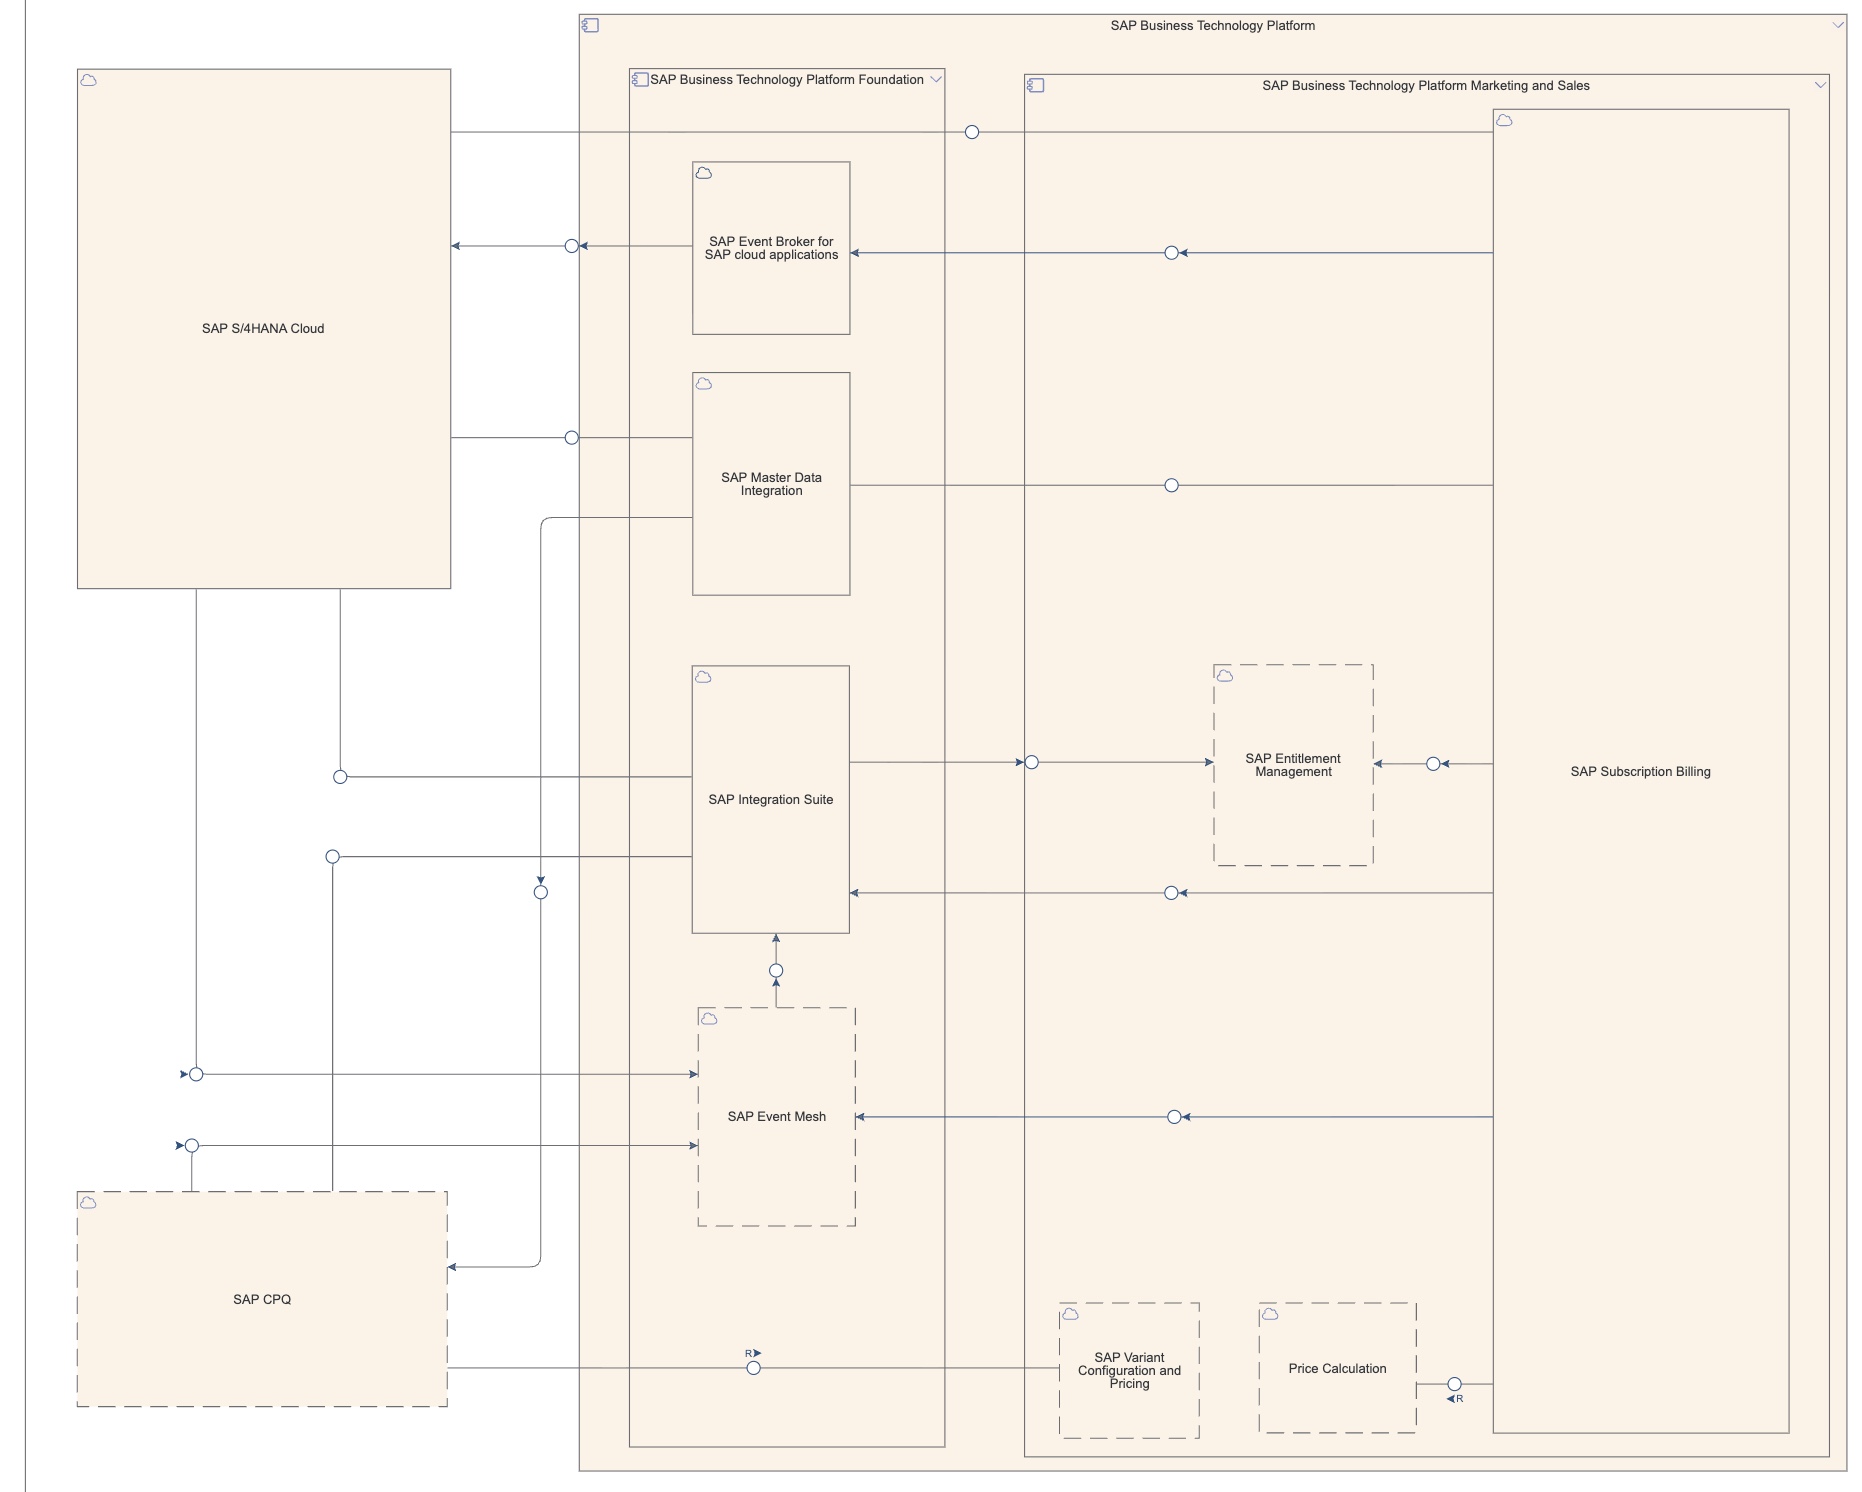 SAP Business Technology Platform
SAP Business Technology Platform Foundation
SAP Business Technology Platform Marketing and Sales
SAP Event Broker for
SAP cloud applications
SAP S/4HANA Cloud
SAP Master Data
Integration
SAP Integration Suite
SAP Entitlement
Management
SAP Subscription Billing
SAP Event Mesh
SAP CPQ
R
SAP Variant
Configuration and
Pricing
Price Calculation
R